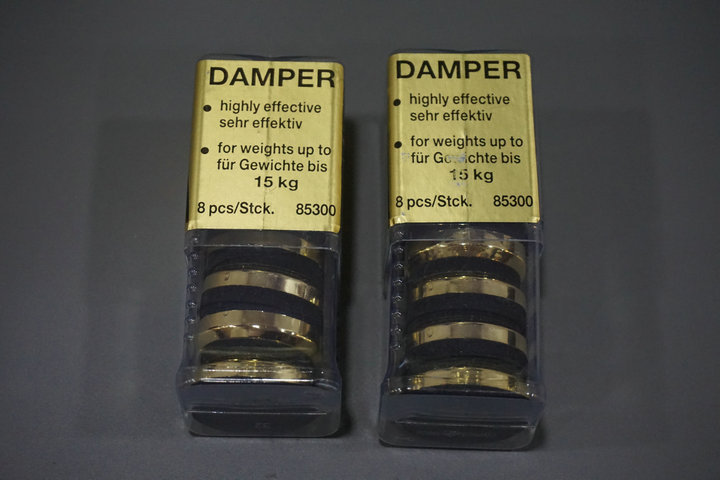 DAMPER
• highly effective
sehr effektiv
• for weights up to
für Gewichte bis
15 kg
8 pcs/Stck. 85300
DAMPER
• highly effective
sehr effektiv
• for weights up to
für Gewichte bis
15 kg
8 pcs/Stck. 85300